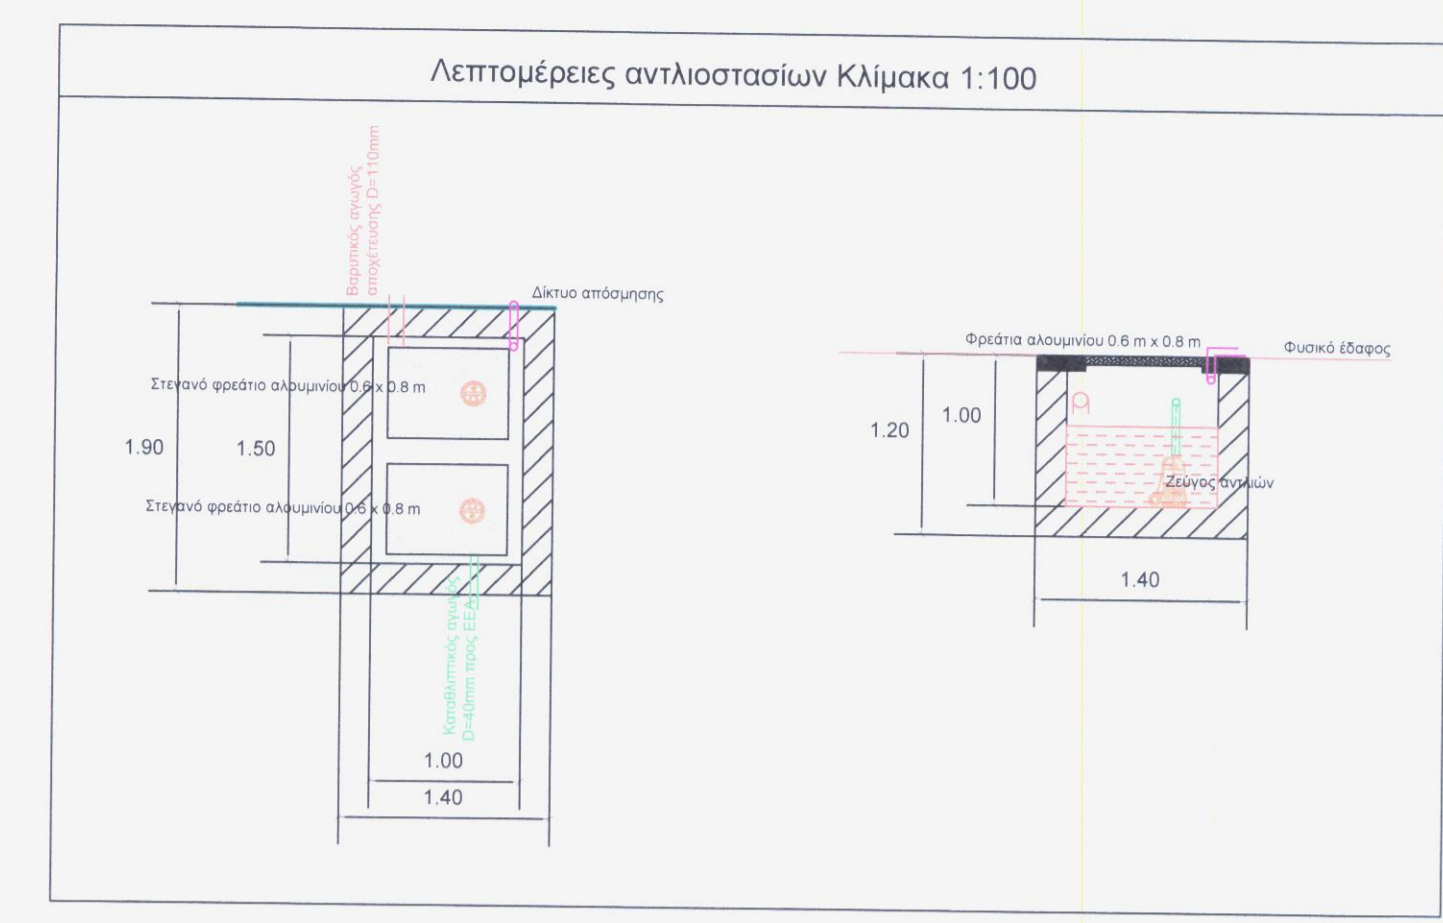 Λεπτομέρειες αντλιοστασίων Κλίμακα 1:100
Βαρυτικός αγωγός
αποχέτευσης D=110mm
Δίκτυο απόσμησης
Στεγανό φρεάτιο αλουμινίου 0.6 x 0.8 m
1.90
1.50
Στεγανό φρεάτιο αλουμινίου 0.6 x 0.8 m
Καταθλιπτικός αγωγός
D=40mm προς ΕΕΛ
1.00
1.40
Φρεάτια αλουμινίου 0.6 m x 0.8 m
Φυσικό έδαφος
1.20
1.00
Ζεύγος αντλιών
1.40